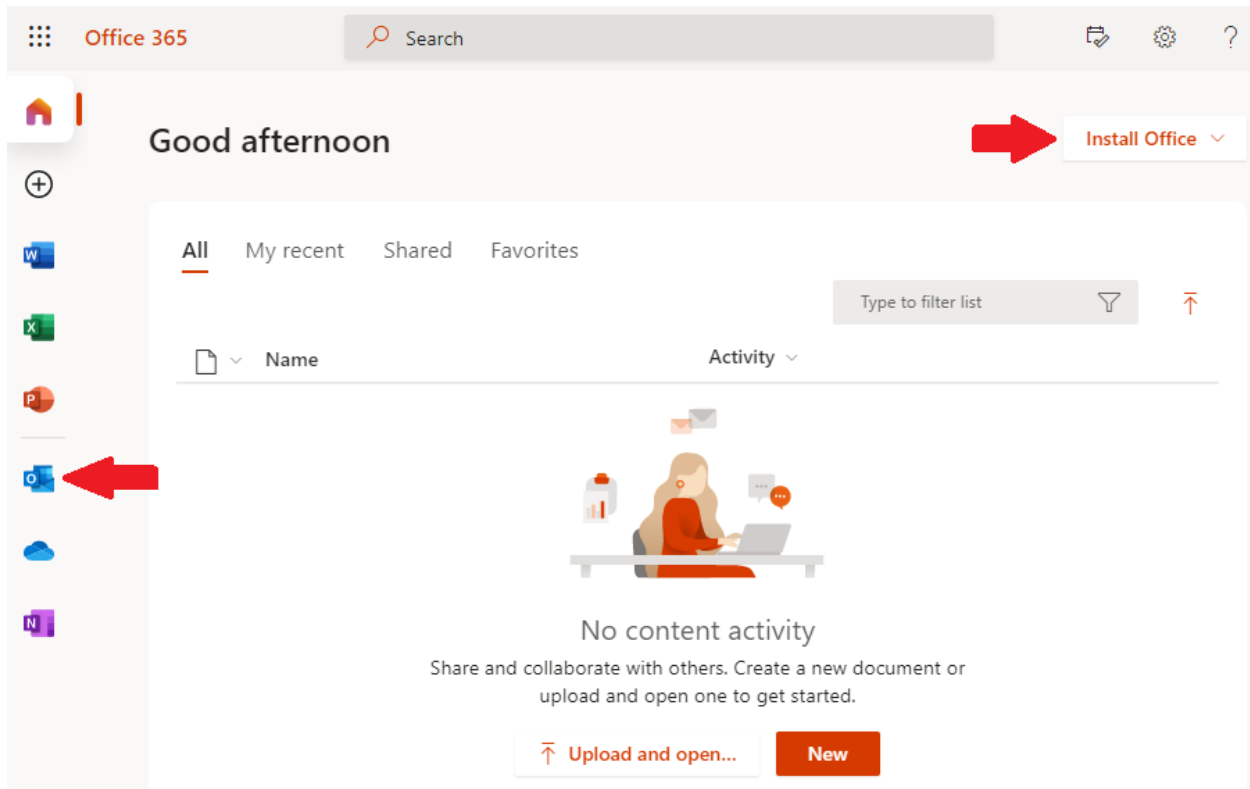 Office 365
Search
?
Good afternoon
Install Office
All My recent Shared Favorites
Type to filter list
Name Activity
W
X
P
O
N
No content activity
Share and collaborate with others. Create a new document or
upload and open one to get started.
Upload and open... New